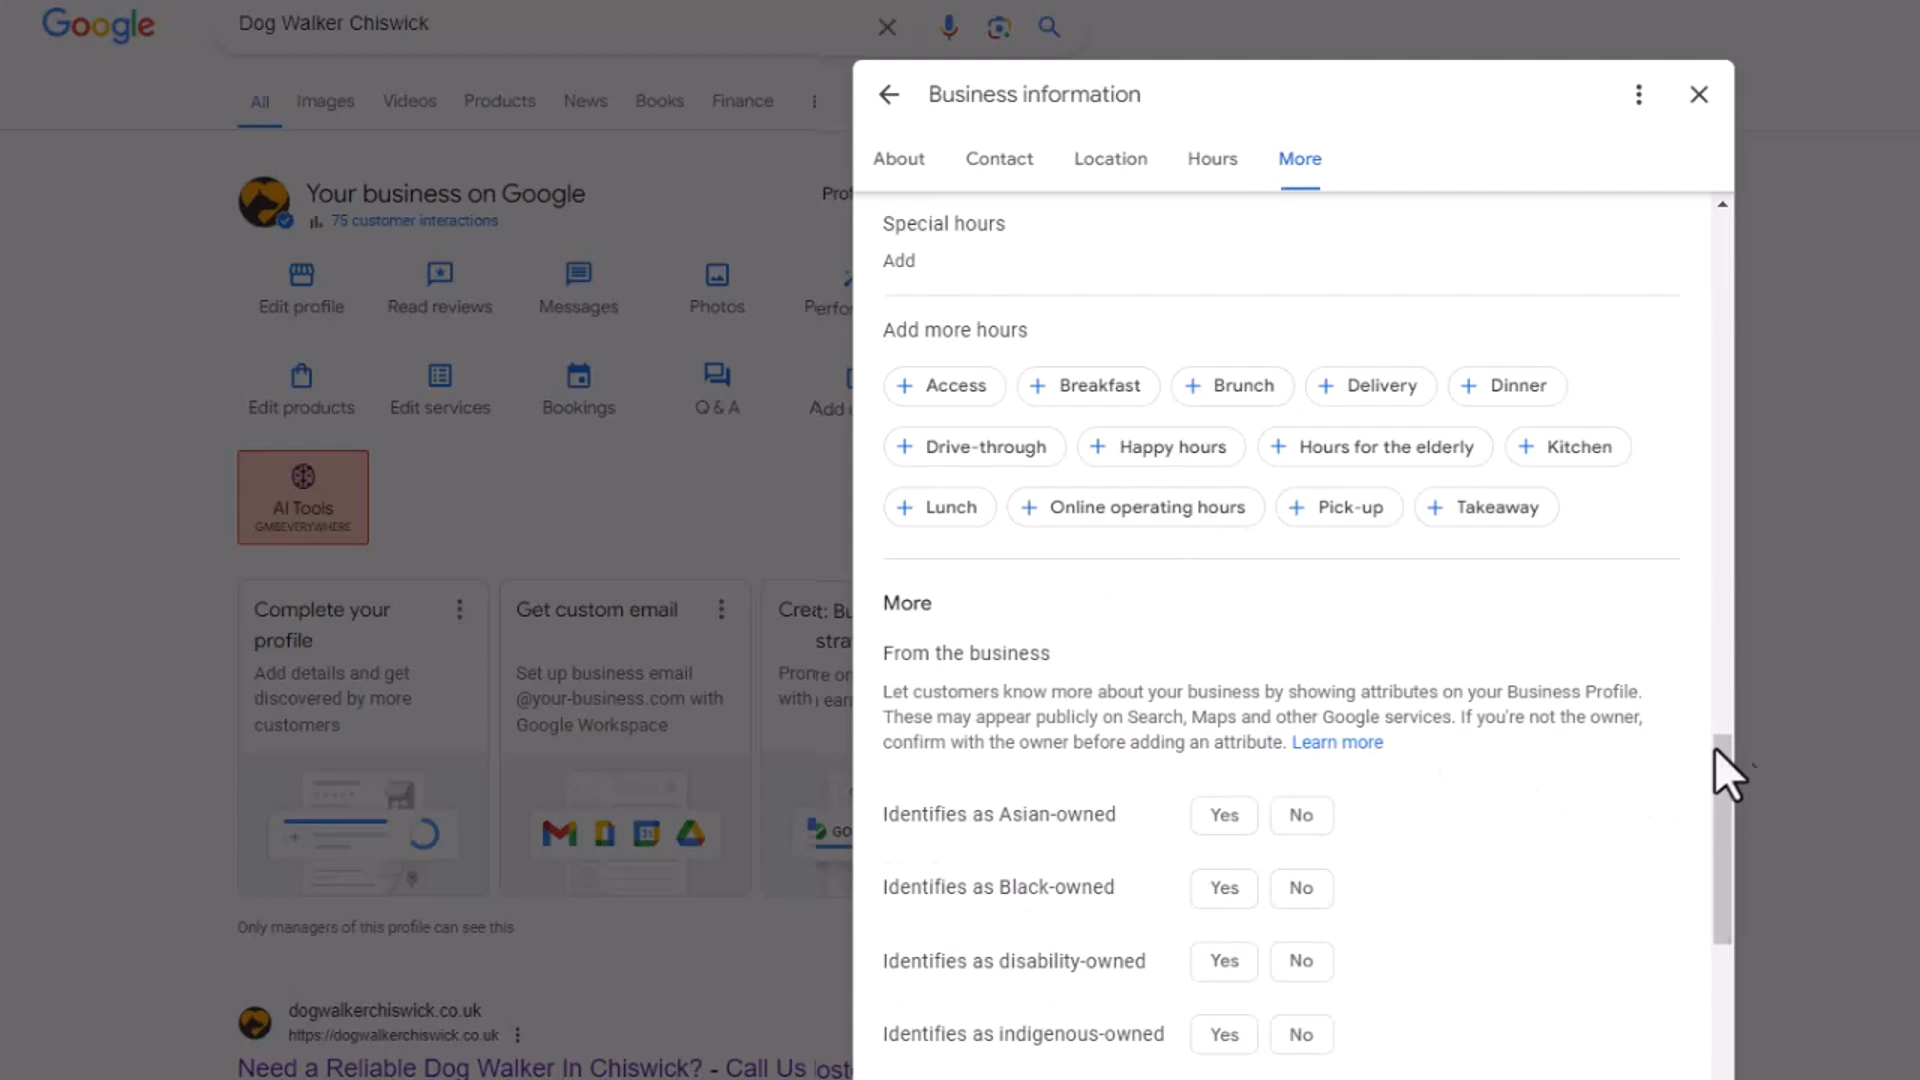 Google
Dog Walker Chiswick
All Images Videos Products News Books Finance
Your business on Google
75 customer interactions
Edit profile Read reviews Messages Photos
Edit products Edit services Bookings Q & A
AI Tools
GMBEVERYWHERE
Complete your
profile
Add details and get
discovered by more
customers
Get custom email
Set up business email
@your-business.com with
Google Workspace
Only managers of this profile can see this
dogwalkerchiswick.co.uk
https://dogwalkerchiswick.co.uk
Need a Reliable Dog Walker In Chiswick? - Call Us
Business information
About Contact Location Hours More
Special hours
Add
Add more hours
+ Access + Breakfast + Brunch + Delivery + Dinner
+ Drive-through + Happy hours + Hours for the elderly + Kitchen
+ Lunch + Online operating hours + Pick-up + Takeaway
More
From the business
Let customers know more about your business by showing attributes on your Business Profile.
These may appear publicly on Search, Maps and other Google services. If you're not the owner,
confirm with the owner before adding an attribute. Learn more
Identifies as Asian-owned Yes No
Identifies as Black-owned Yes No
Identifies as disability-owned Yes No
Identifies as indigenous-owned Yes No